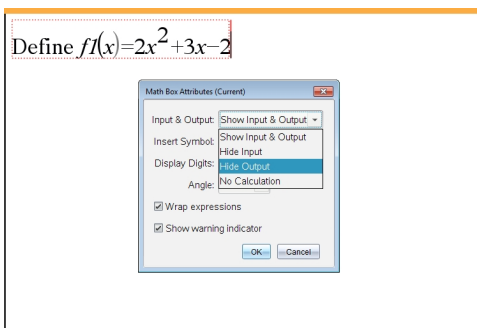 Define f1(x)=2x²+3x−2
Math Box Attributes (Current)
Input & Output: Show Input & Output
Show Input & Output
Insert Symbol:
Hide Input
Display Digits:
Hide Output
Angle:
No Calculation
Wrap expressions
Show warning indicator
OK Cancel